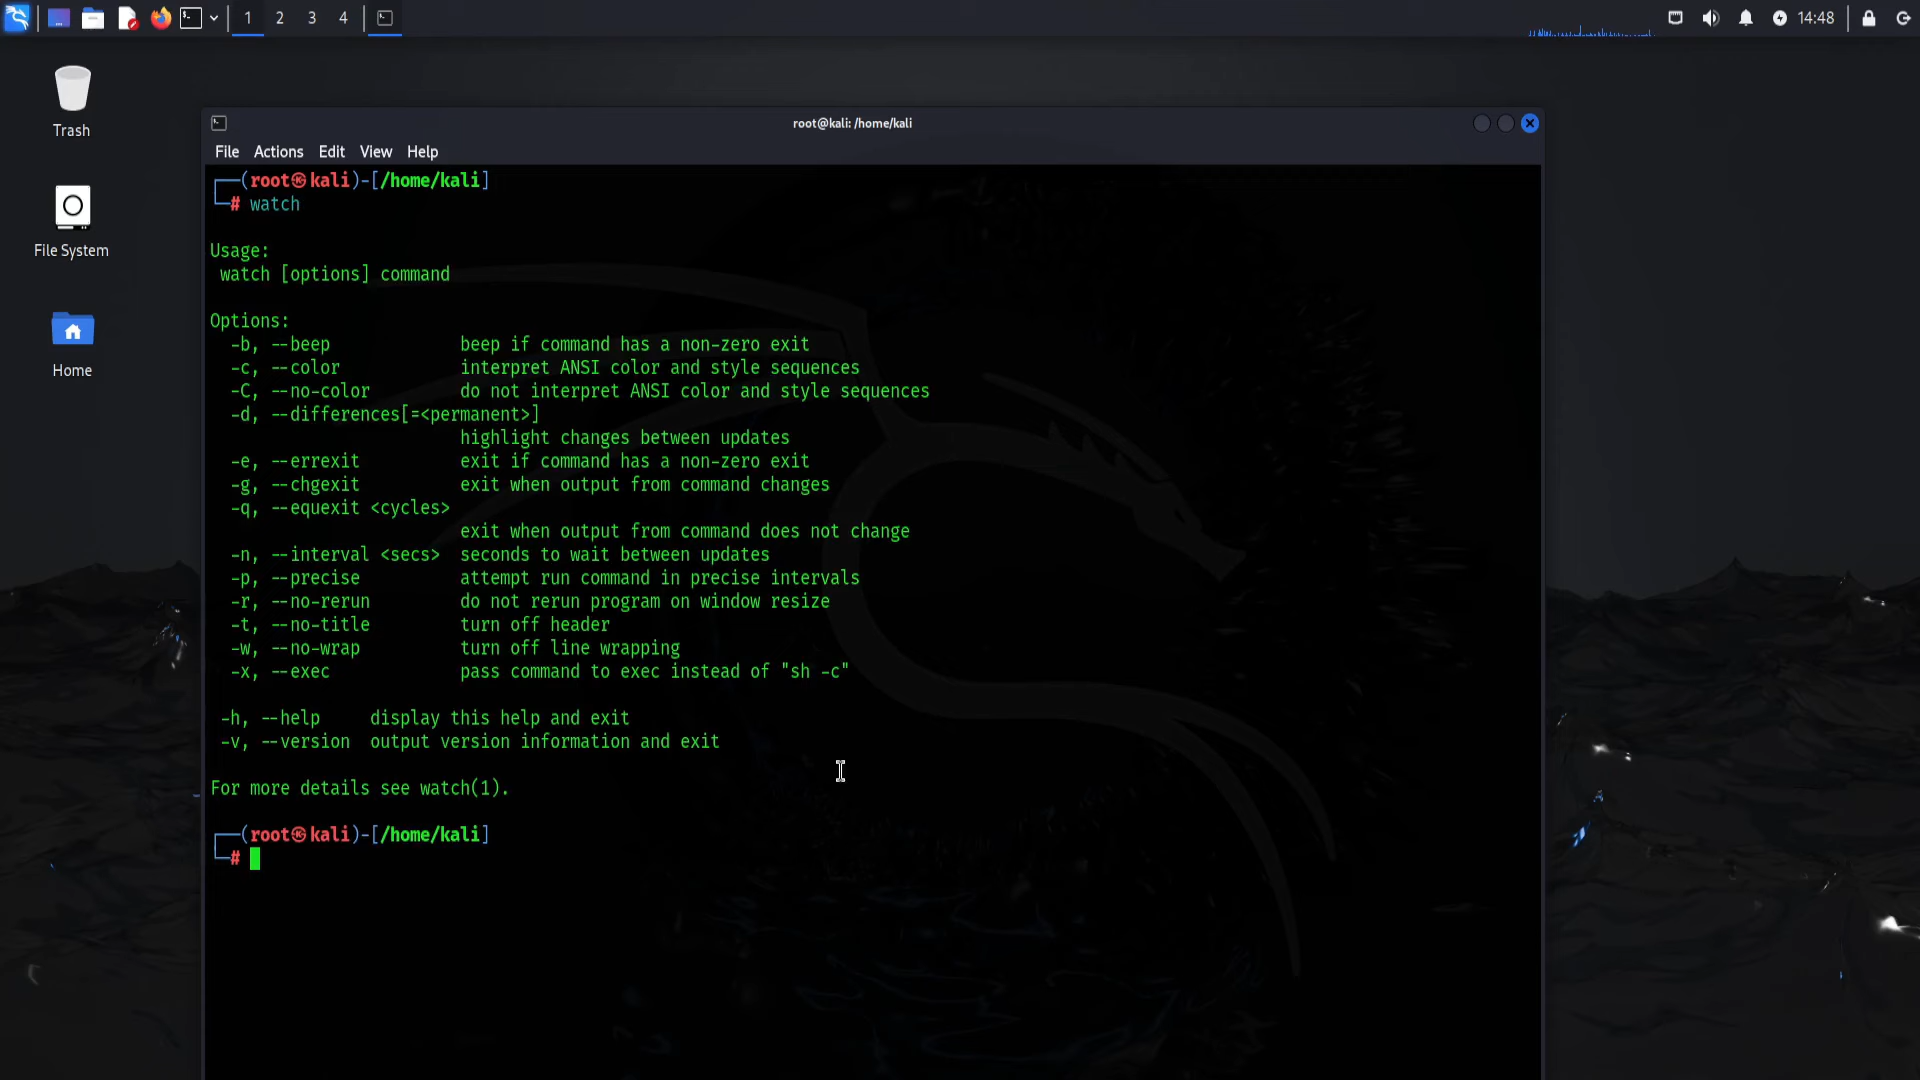 1 2 3 4
14:48
Trash
File System
Home
root@kali: /home/kali
File Actions Edit View Help
┌──(root㉿kali)-[/home/kali]
└─# watch
Usage:
 watch [options] command
Options:
  -b, --beep             beep if command has a non-zero exit
  -c, --color            interpret ANSI color and style sequences
  -C, --no-color         do not interpret ANSI color and style sequences
  -d, --differences[=<permanent>]
                         highlight changes between updates
  -e, --errexit          exit if command has a non-zero exit
  -g, --chgexit          exit when output from command changes
  -q, --equexit <cycles>
                         exit when output from command does not change
  -n, --interval <secs>  seconds to wait between updates
  -p, --precise          attempt run command in precise intervals
  -r, --no-rerun         do not rerun program on window resize
  -t, --no-title         turn off header
  -w, --no-wrap          turn off line wrapping
  -x, --exec             pass command to exec instead of "sh -c"
 -h, --help     display this help and exit
 -v, --version  output version information and exit
For more details see watch(1).
┌──(root㉿kali)-[/home/kali]
└─#